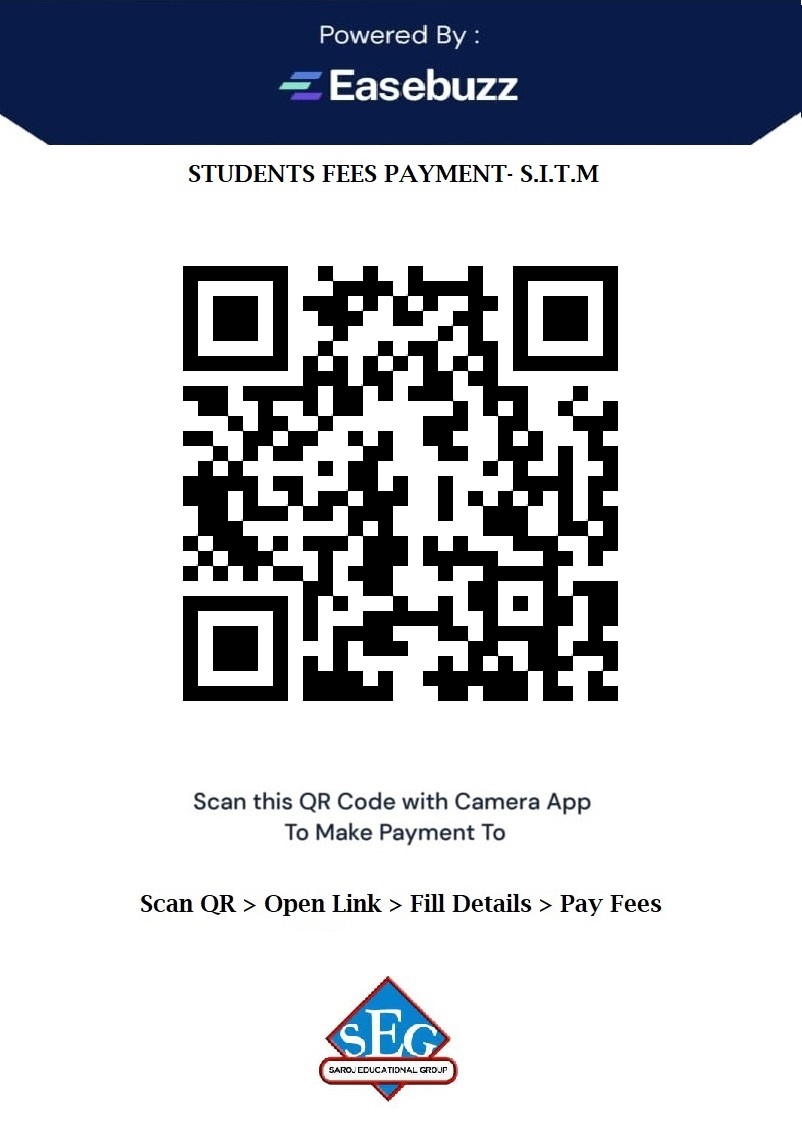 Powered By :
Easebuzz
STUDENTS FEES PAYMENT- S.I.T.M
Scan this QR Code with Camera App
To Make Payment To
Scan QR > Open Link > Fill Details > Pay Fees
SEG
SAROJ EDUCATIONAL GROUP